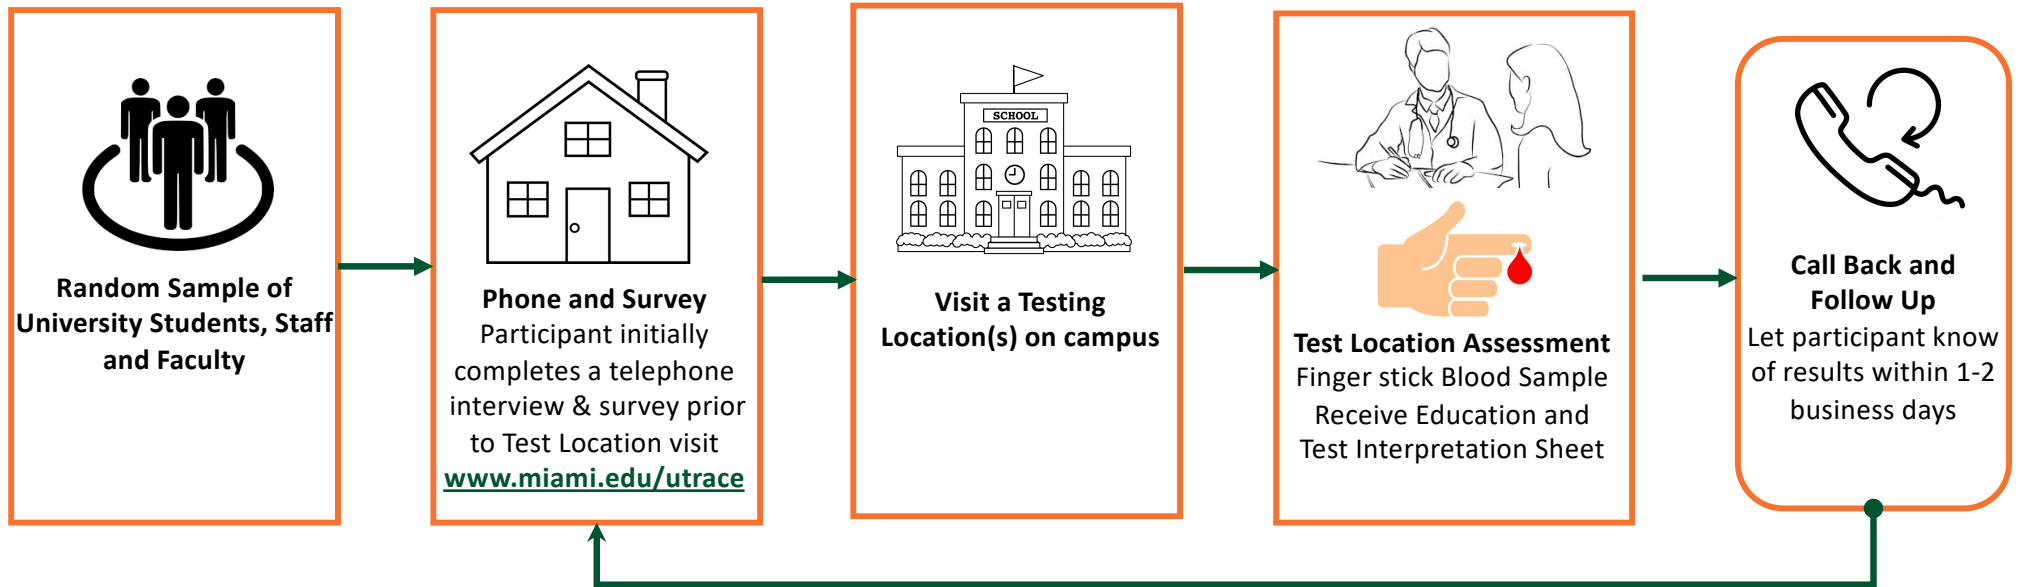 Random Sample of
University Students, Staff
and Faculty
Phone and Survey
Participant initially
completes a telephone
interview & survey prior
to Test Location visit
www.miami.edu/utrace
SCHOOL
Visit a Testing
Location(s) on campus
Test Location Assessment
Finger stick Blood Sample
Receive Education and
Test Interpretation Sheet
Call Back and
Follow Up
Let participant know
of results within 1-2
business days